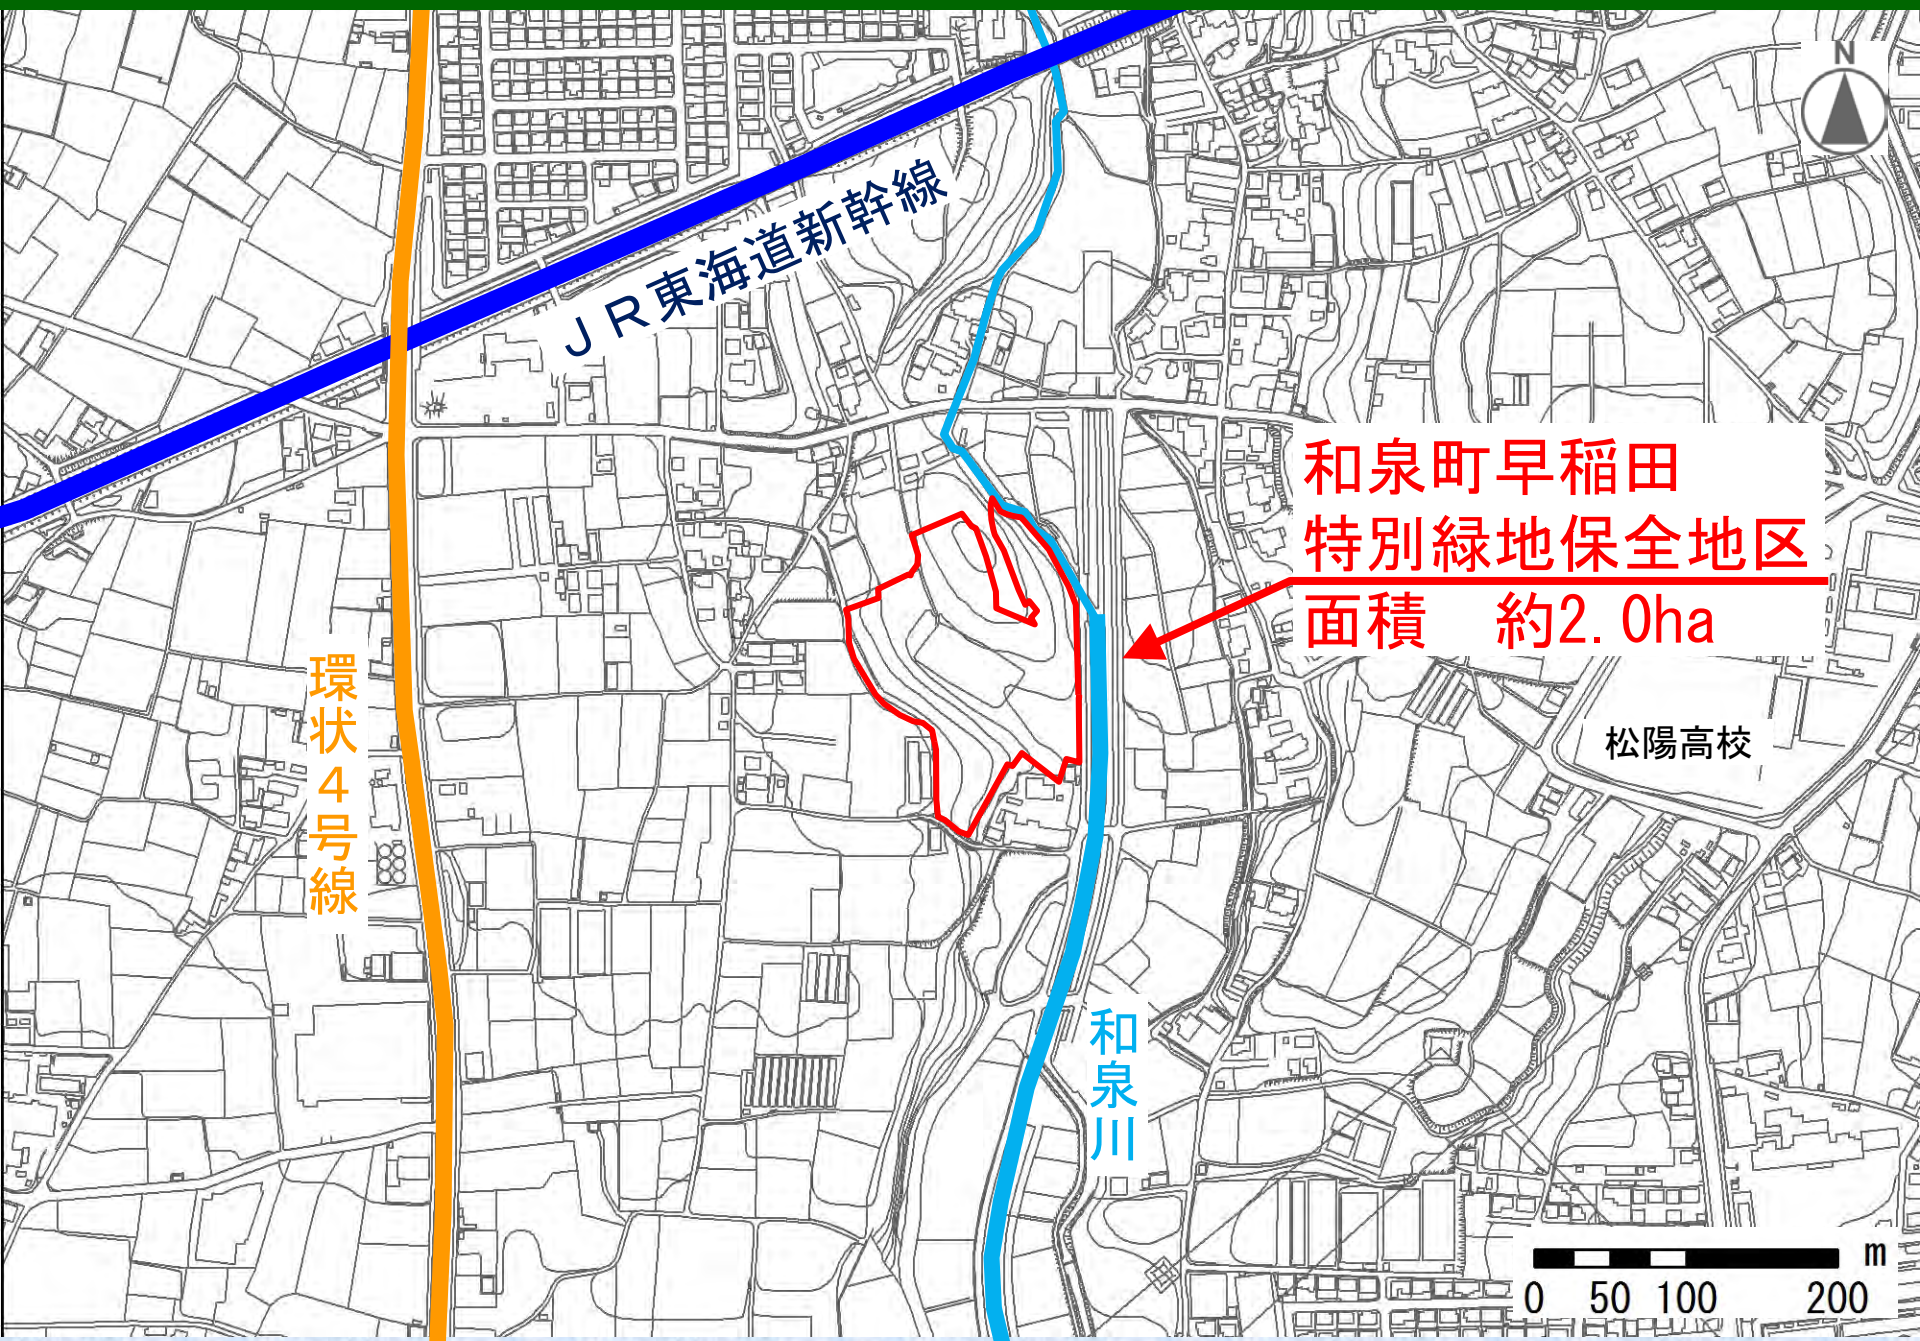 N
JR東海道新幹線
和泉町早稲田
特別緑地保全地区
面積 約2.0ha
環状4号線
松陽高校
和泉川
m
0 50 100 200